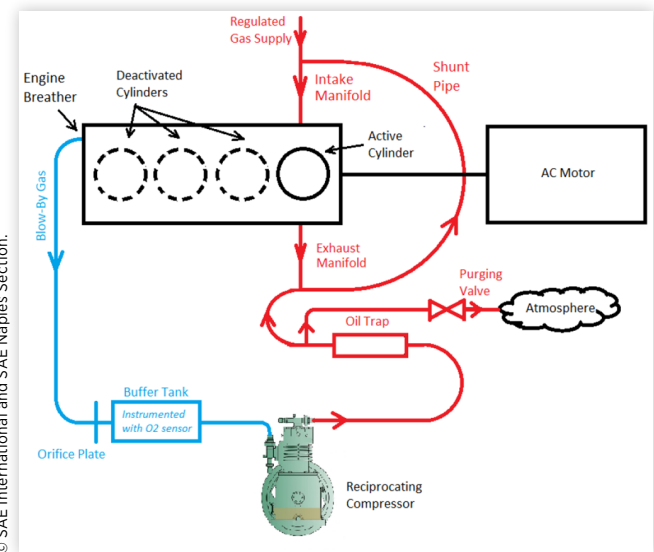 Regulated
Gas Supply
Shunt
Pipe
Engine
Breather
Deactivated
Cylinders
Intake
Manifold
Active
Cylinder
AC Motor
Blow-By Gas
Exhaust
Manifold
Purging
Valve
Atmosphere
Oil Trap
Buffer Tank
Instrumented
with O2 sensor
Orifice Plate
Reciprocating
Compressor
© SAE International and SAE Naples Section.